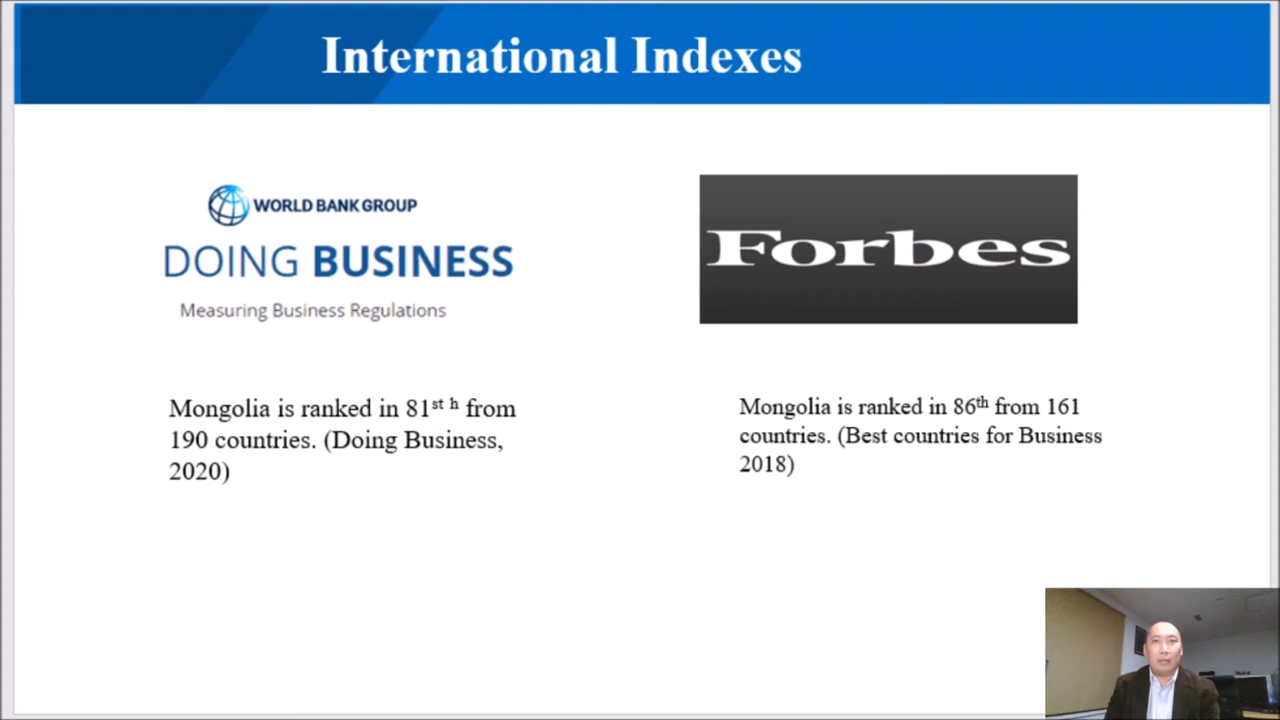 International Indexes
WORLD BANK GROUP
DOING BUSINESS
Measuring Business Regulations
Forbes
Mongolia is ranked in 81st h from
190 countries. (Doing Business,
2020)
Mongolia is ranked in 86th from 161
countries. (Best countries for Business
2018)